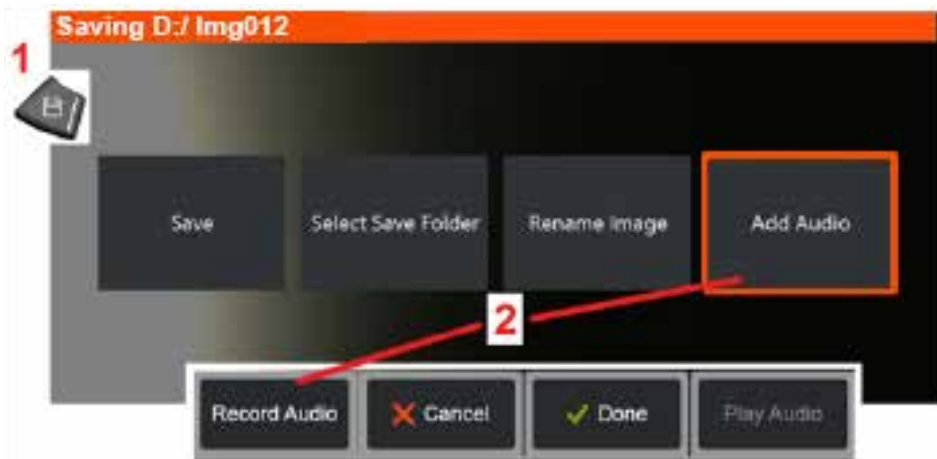 Saving D:/ Img012
1
Save
Select Save Folder
Rename Image
Add Audio
2
Record Audio
Cancel
Done
Play Audio